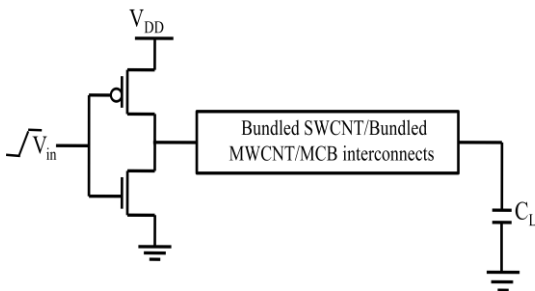 V_DD
V_in
Bundled SWCNT/Bundled
MWCNT/MCB interconnects
C_L